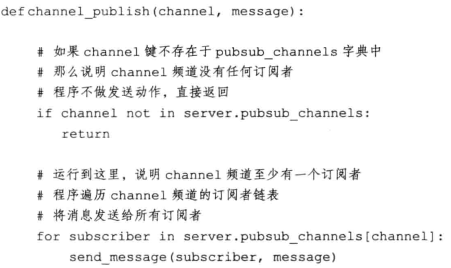 def channel_publish(channel, message):
# 如果 channel 键不存在于 pubsub_channels 字典中
# 那么说明 channel 频道没有任何订阅者
# 程序不做发送动作，直接返回
if channel not in server.pubsub_channels:
return
# 运行到这里，说明 channel 频道至少有一个订阅者
# 程序遍历 channel 频道的订阅者链表
# 将消息发送给所有订阅者
for subscriber in server.pubsub_channels[channel]:
send_message(subscriber, message)